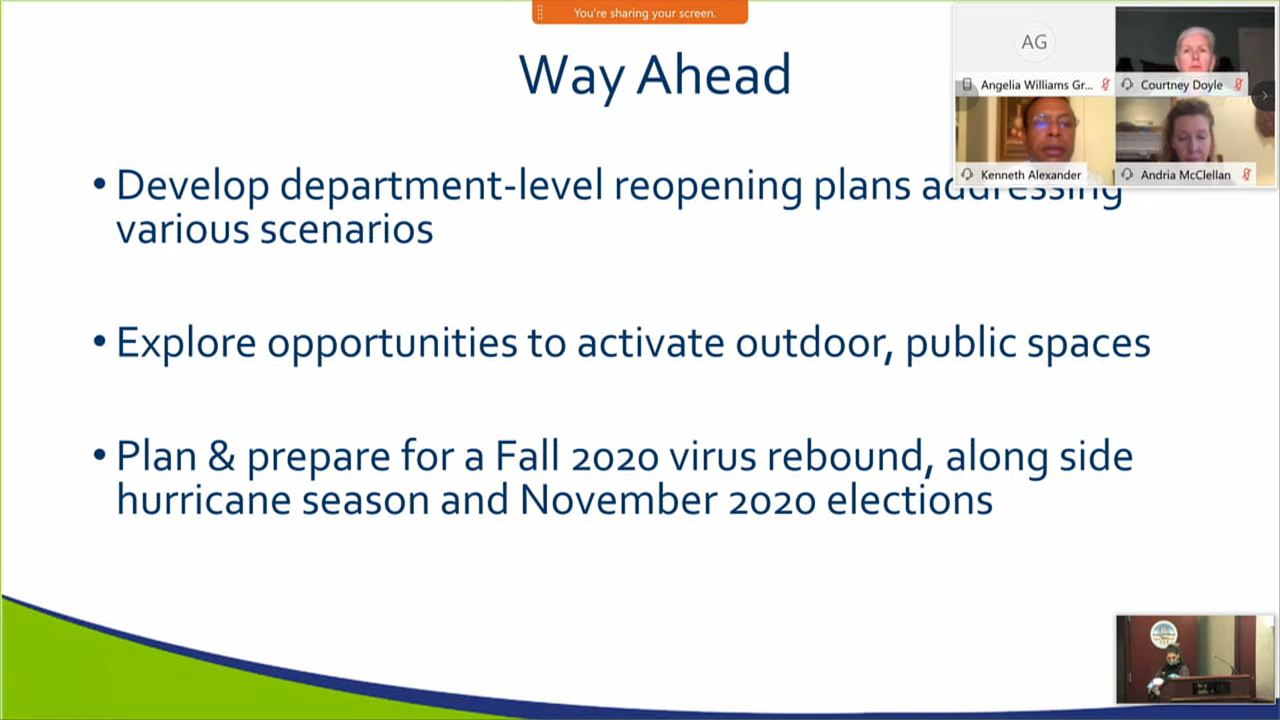 You're sharing your screen.
Way Ahead
AG
Angelia Williams Gr...
Courtney Doyle
Kenneth Alexander
Andria McClellan
• Develop department-level reopening plans addressing
various scenarios
• Explore opportunities to activate outdoor, public spaces
• Plan & prepare for a Fall 2020 virus rebound, along side
hurricane season and November 2020 elections